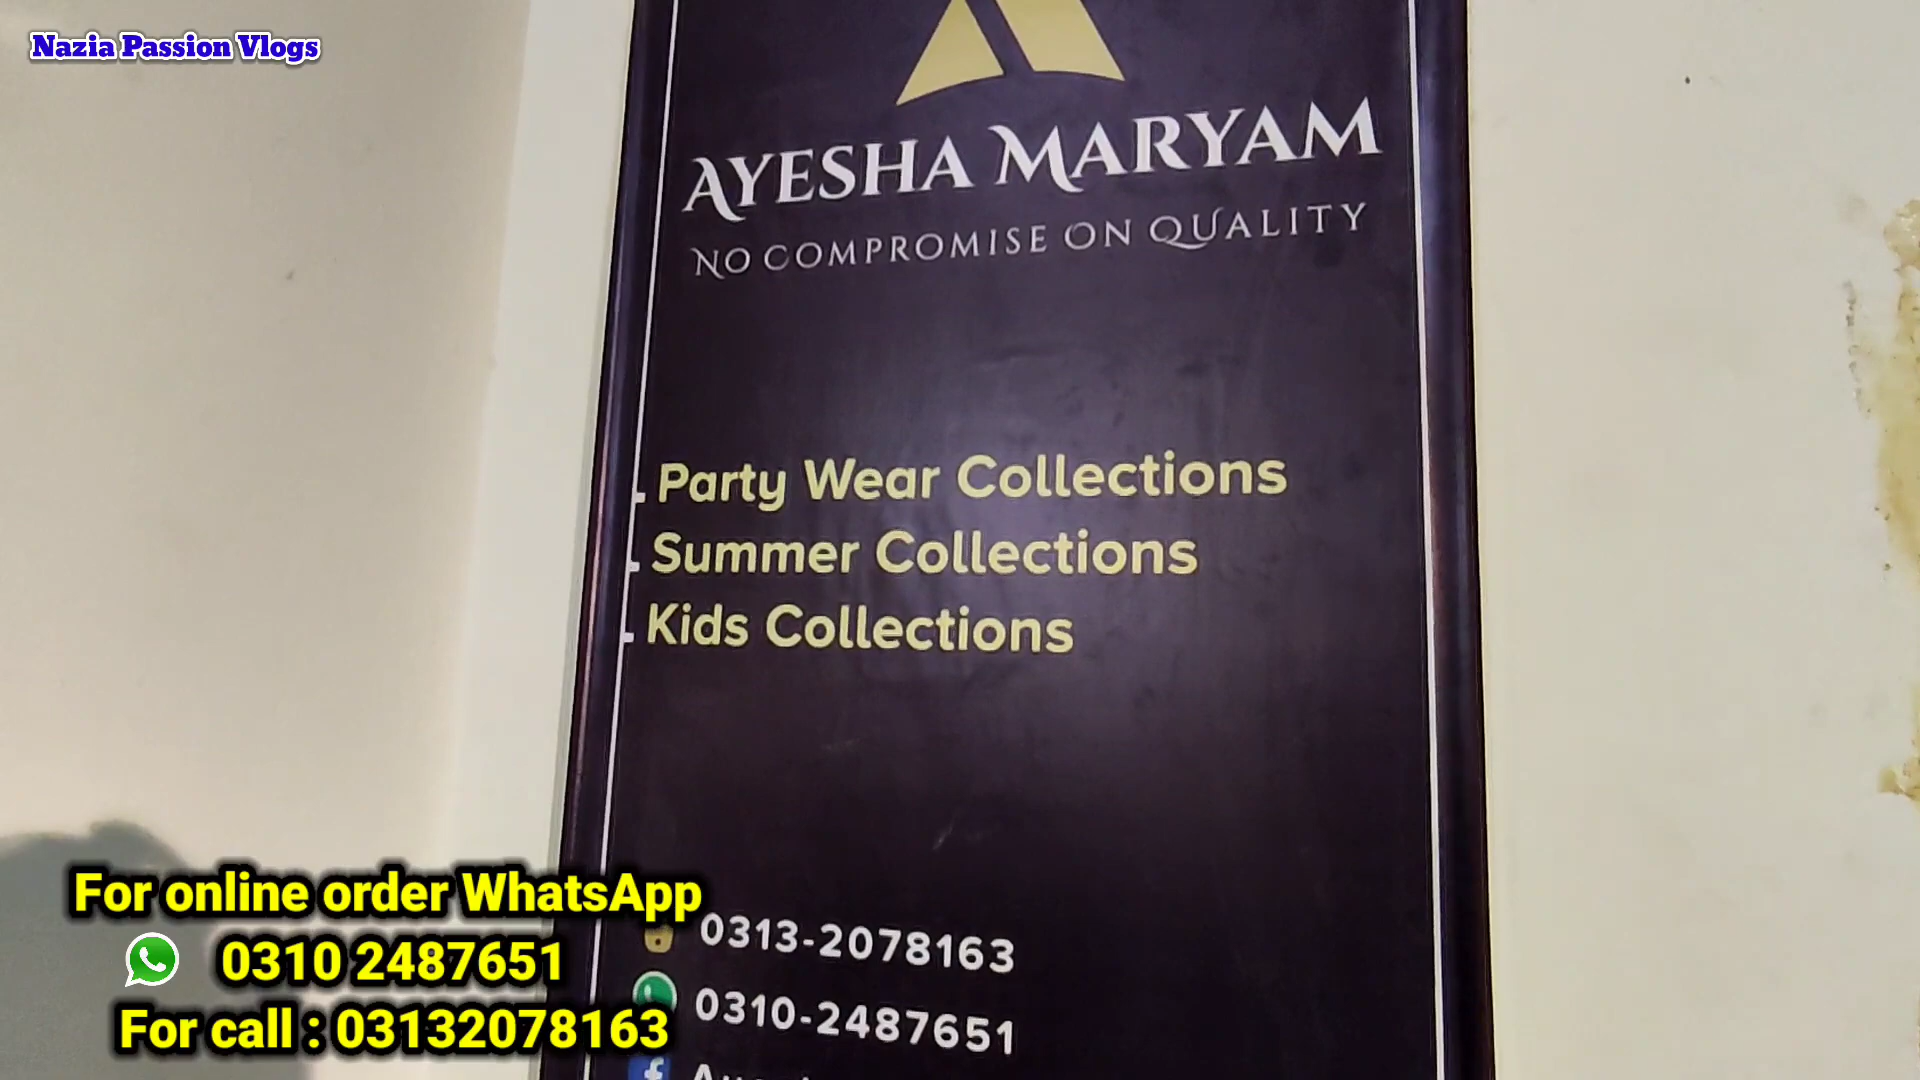 Nazia Passion Vlogs
AYESHA MARYAM
NO COMPROMISE ON QUALITY
Party Wear Collections
Summer Collections
Kids Collections
0313-2078163
0310-2487651
For online order WhatsApp
0310 2487651
For call : 03132078163